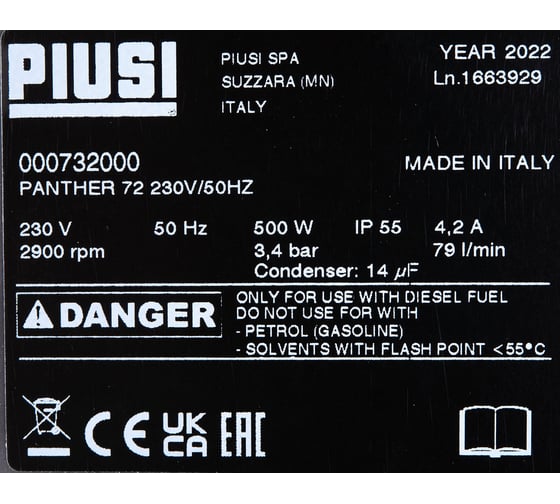 PIUSI
PIUSI SPA
SUZZARA (MN)
ITALY
YEAR 2022
Ln.1663929
000732000
MADE IN ITALY
PANTHER 72 230V/50HZ
230 V 50 Hz 500 W IP 55 4,2 A
2900 rpm 3,4 bar 79 l/min
Condenser: 14 µF
DANGER
ONLY FOR USE WITH DIESEL FUEL
DO NOT USE FOR WITH
- PETROL (GASOLINE)
- SOLVENTS WITH FLASH POINT <55°C
CE UK CA EAC